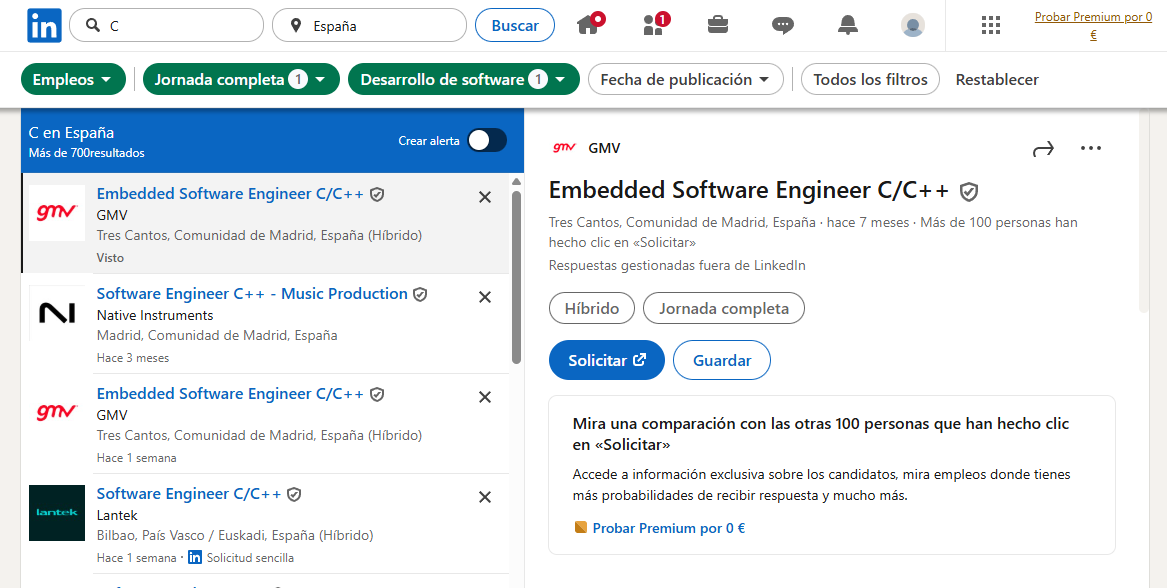 in
C
España
Buscar
1
Probar Premium por 0
€
Empleos
Jornada completa 1
Desarrollo de software 1
Fecha de publicación
Todos los filtros
Restablecer
C en España
Más de 700resultados
Crear alerta
gmv
Embedded Software Engineer C/C++
GMV
Tres Cantos, Comunidad de Madrid, España (Híbrido)
Visto
Software Engineer C++ - Music Production
Native Instruments
Madrid, Comunidad de Madrid, España
Hace 3 meses
gmv
Embedded Software Engineer C/C++
GMV
Tres Cantos, Comunidad de Madrid, España (Híbrido)
Hace 1 semana
lantek
Software Engineer C/C++
Lantek
Bilbao, País Vasco / Euskadi, España (Híbrido)
Hace 1 semana · in Solicitud sencilla
gmv GMV
Embedded Software Engineer C/C++
Tres Cantos, Comunidad de Madrid, España · hace 7 meses · Más de 100 personas han
hecho clic en «Solicitar»
Respuestas gestionadas fuera de LinkedIn
Híbrido
Jornada completa
Solicitar
Guardar
Mira una comparación con las otras 100 personas que han hecho clic
en «Solicitar»
Accede a información exclusiva sobre los candidatos, mira empleos donde tienes
más probabilidades de recibir respuesta y mucho más.
Probar Premium por 0 €